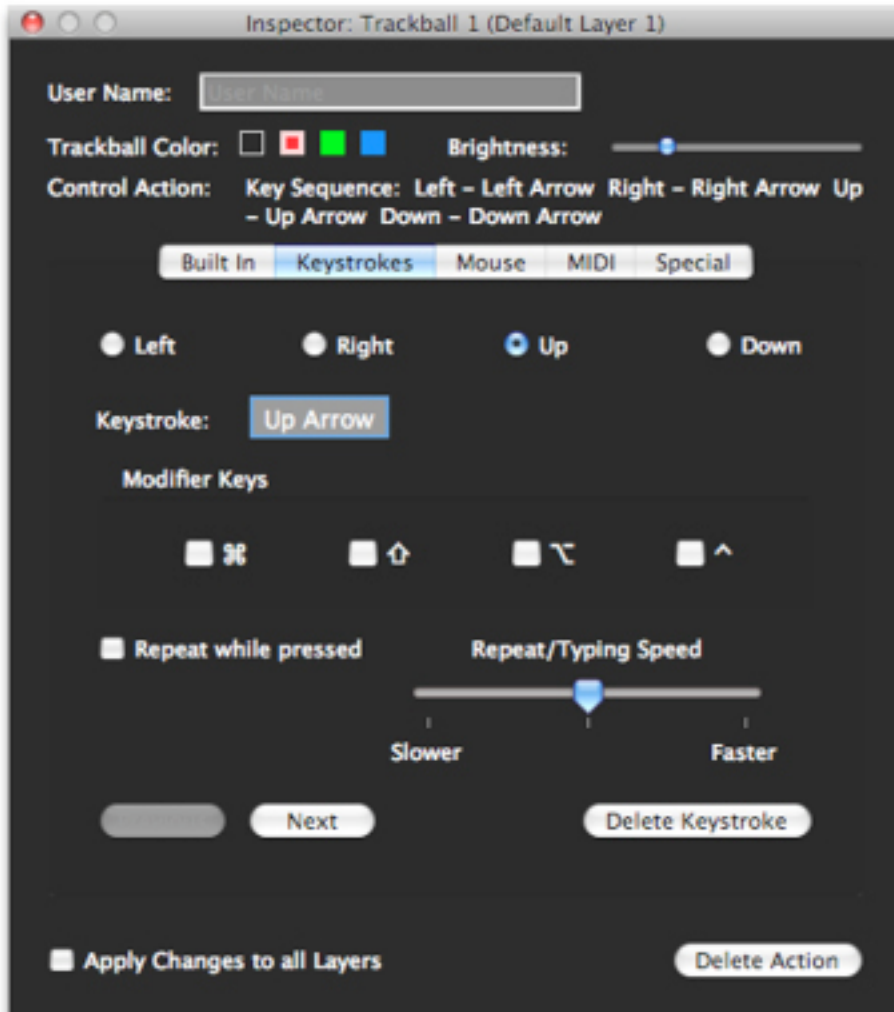 Inspector: Trackball 1 (Default Layer 1)
User Name: User Name
Trackball Color: Brightness:
Control Action: Key Sequence: Left – Left Arrow Right – Right Arrow Up
– Up Arrow Down – Down Arrow
Built In Keystrokes Mouse MIDI Special
Left Right Up Down
Keystroke: Up Arrow
Modifier Keys
⌘ ⇧ ⌥ ^
Repeat while pressed Repeat/Typing Speed
Slower Faster
Next Delete Keystroke
Apply Changes to all Layers Delete Action